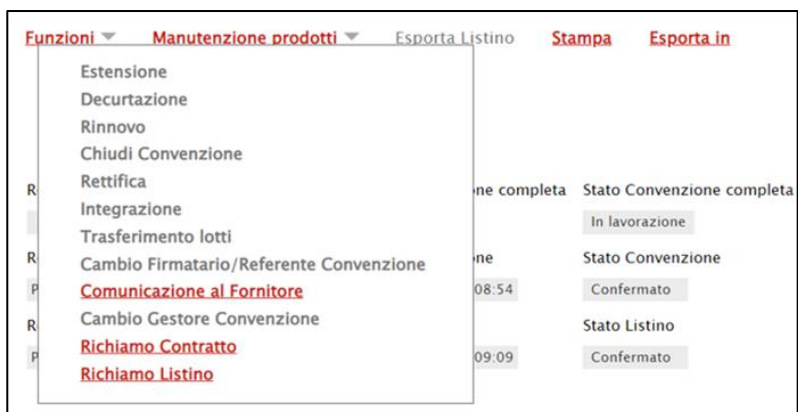 Funzioni Manutenzione prodotti Esporta Listino Stampa Esporta in
Estensione
Decurtazione
Rinnovo
Chiudi Convenzione
Rettifica
Integrazione
Trasferimento lotti
Cambio Firmatario/Referente Convenzione
Comunicazione al Fornitore
Cambio Gestore Convenzione
Richiamo Contratto
Richiamo Listino
completa Stato Convenzione completa
In lavorazione
Stato Convenzione
08:54 Confermato
Stato Listino
09:09 Confermato